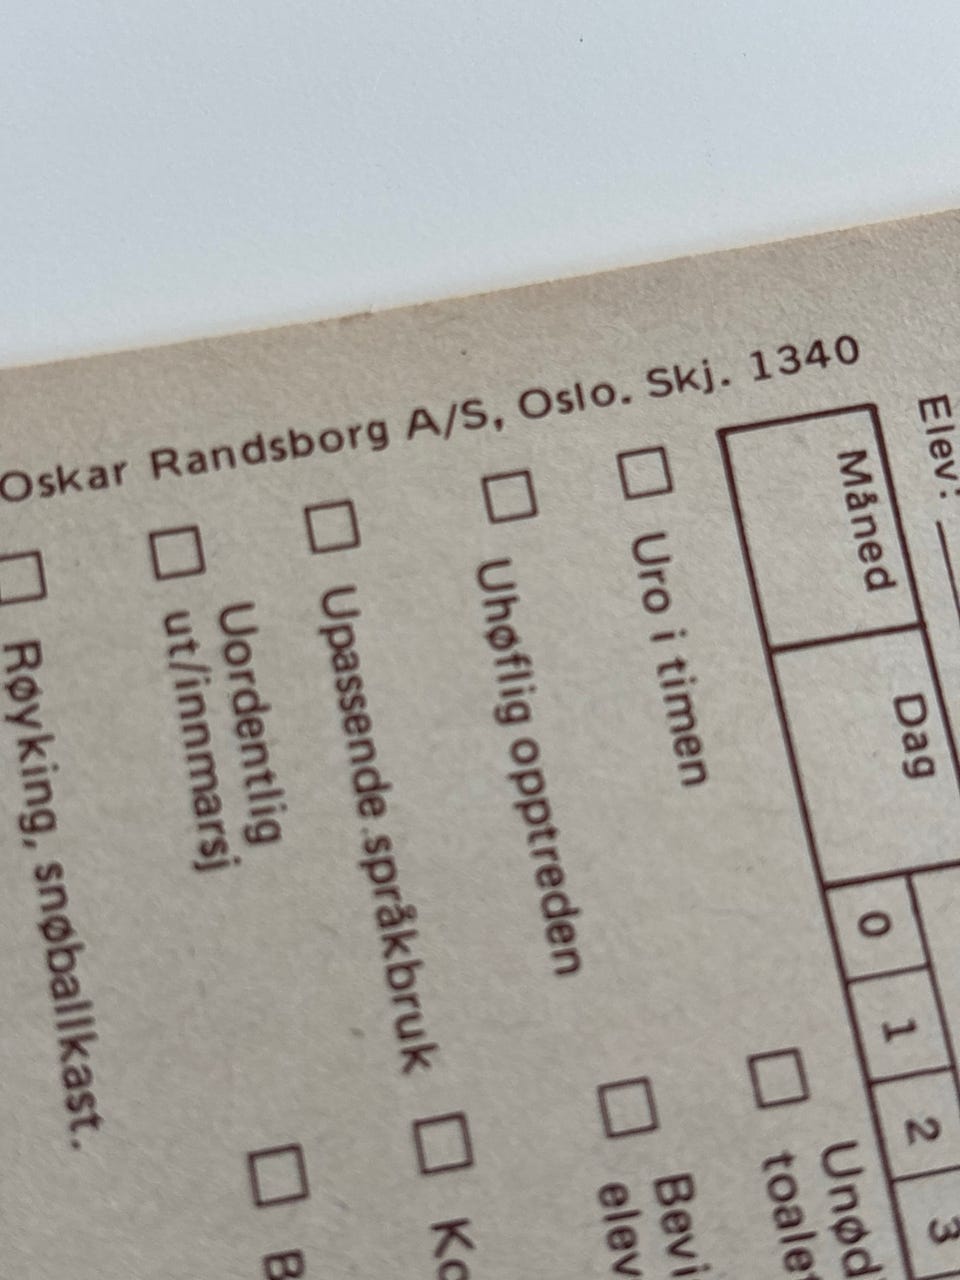 Oskar Randsborg A/S, Oslo. Skj. 1340
Elev:
Måned Dag
0 1 2 3
Uro i timen
Uhøflig opptreden
Upassende språkbruk
Uordentlig
ut/innmarsj
Røyking, snøballkast.